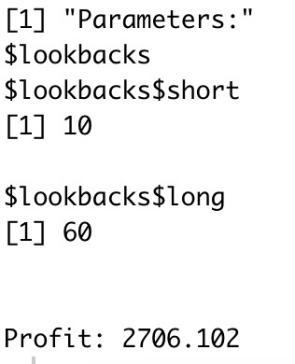 [1] "Parameters:"
$lookbacks
$lookbacks$short
[1] 10
$lookbacks$long
[1] 60
Profit: 2706.102